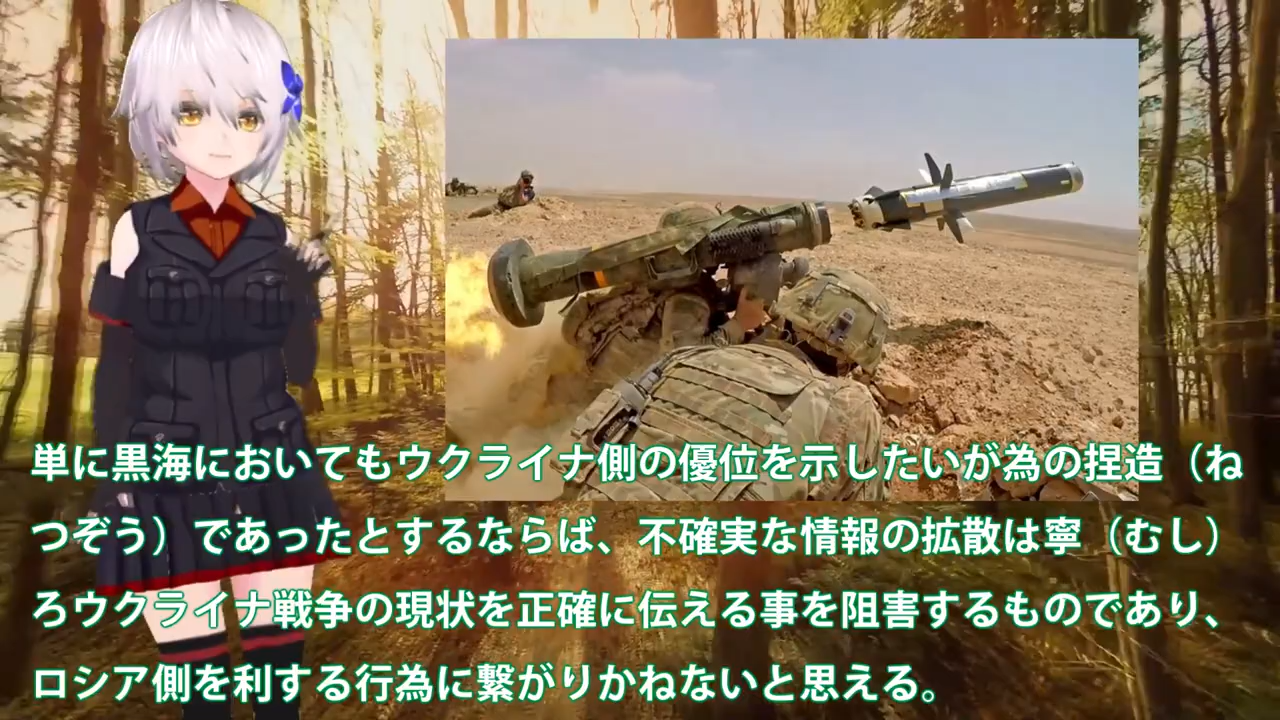 単に黒海においてもウクライナ側の優位を示したいが為の捏造（ね
つぞう）であったとするならば、不確実な情報の拡散は寧（むし）
ろウクライナ戦争の現状を正確に伝える事を阻害するものであり、
ロシア側を利する行為に繋がりかねないと思える。